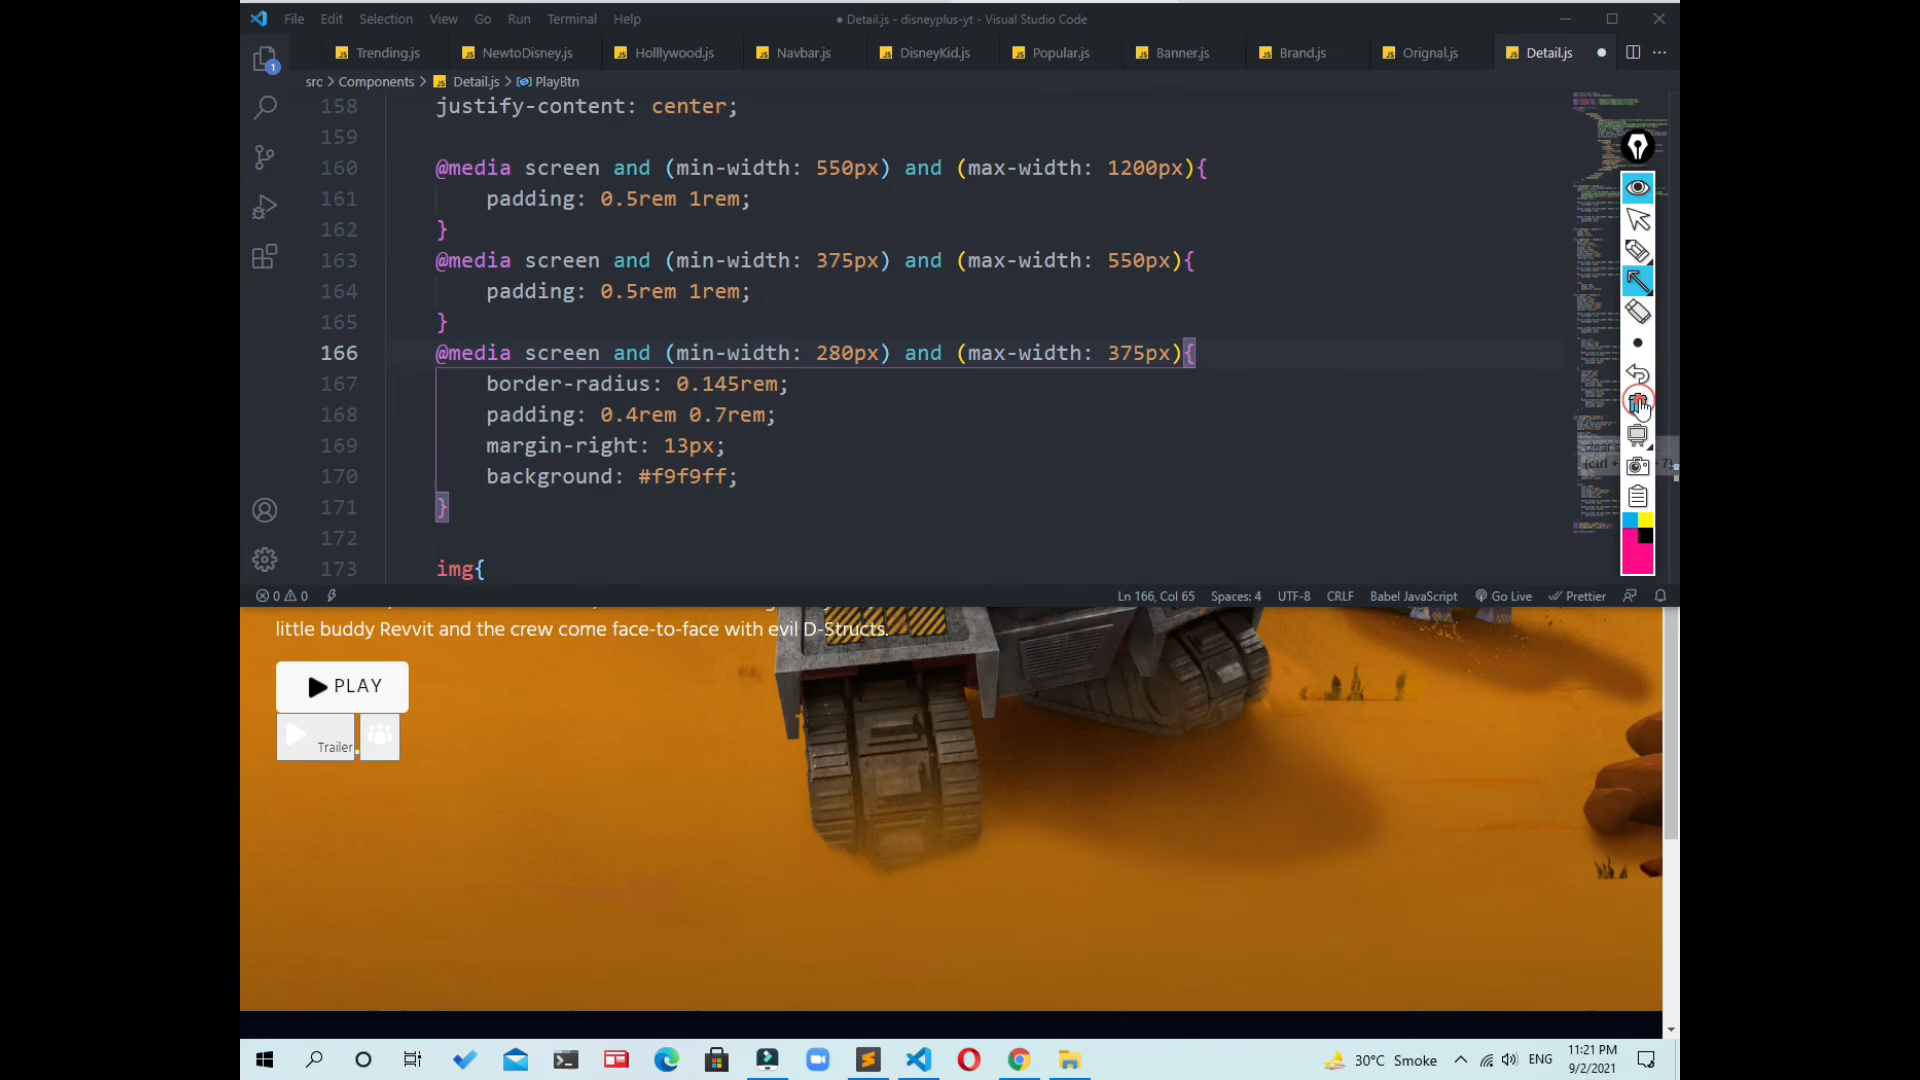 File Edit Selection View Go Run Terminal Help
● Detail.js - disneyplus-yt - Visual Studio Code
Trending.js NewtoDisney.js Holllywood.js Navbar.js DisneyKid.js Popular.js Banner.js Brand.js Orignal.js Detail.js
1
src > Components > Detail.js > PlayBtn
158 justify-content: center;
159
160 @media screen and (min-width: 550px) and (max-width: 1200px){
161 padding: 0.5rem 1rem;
162 }
163 @media screen and (min-width: 375px) and (max-width: 550px){
164 padding: 0.5rem 1rem;
165 }
166 @media screen and (min-width: 280px) and (max-width: 375px){
167 border-radius: 0.145rem;
168 padding: 0.4rem 0.7rem;
169 margin-right: 13px;
170 background: #f9f9ff;
171 }
172
173 img{
0 0 Ln 166, Col 65 Spaces: 4 UTF-8 CRLF Babel JavaScript Go Live Prettier
little buddy Revvit and the crew come face-to-face with evil D-Structs.
PLAY
Trailer
30°C Smoke ENG 11:21 PM
9/2/2021